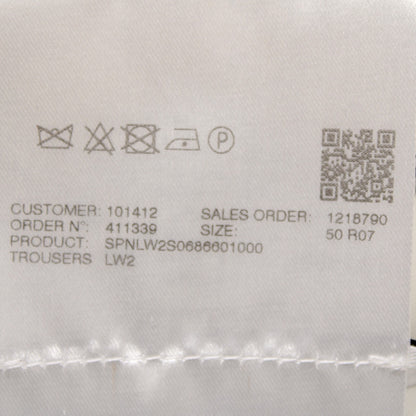 P
CUSTOMER: 101412 SALES ORDER: 1218790
ORDER N°: 411339 SIZE: 50 R07
PRODUCT: SPNLW2S0686601000
TROUSERS LW2